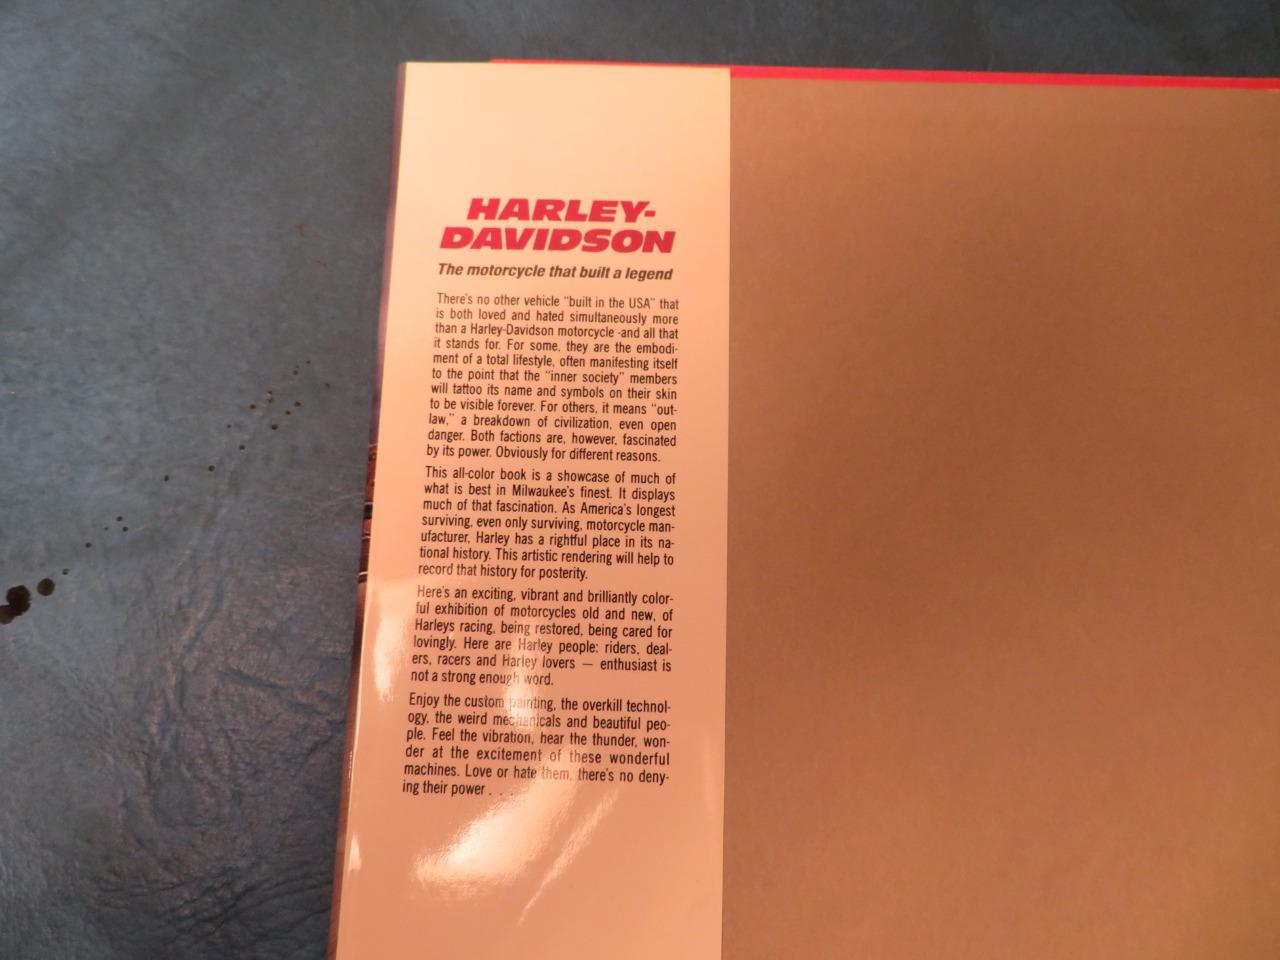 HARLEY-
DAVIDSON
The motorcycle that built a legend
There's no other vehicle "built in the USA" that
is both loved and hated simultaneously more
than a Harley-Davidson motorcycle -and all that
it stands for. For some, they are the embodi-
ment of a total lifestyle, often manifesting itself
to the point that the "inner society" members
will tattoo its name and symbols on their skin
to be visible forever. For others, it means "out-
law," a breakdown of civilization, even open
danger. Both factions are, however, fascinated
by its power. Obviously for different reasons.
This all-color book is a showcase of much of
what is best in Milwaukee's finest. It displays
much of that fascination. As America's longest
surviving, even only surviving, motorcycle man-
ufacturer, Harley has a rightful place in its na-
tional history. This artistic rendering will help to
record that history for posterity.
Here's an exciting, vibrant and brilliantly color-
ful exhibition of motorcycles old and new, of
Harleys racing, being restored, being cared for
lovingly. Here are Harley people: riders, deal-
ers, racers and Harley lovers — enthusiast is
not a strong enough word.
Enjoy the custom painting, the overkill technol-
ogy, the weird mechanicals and beautiful peo-
ple. Feel the vibration, hear the thunder, won-
der at the excitement of these wonderful
machines. Love or hate them, there's no deny-
ing their power . . .